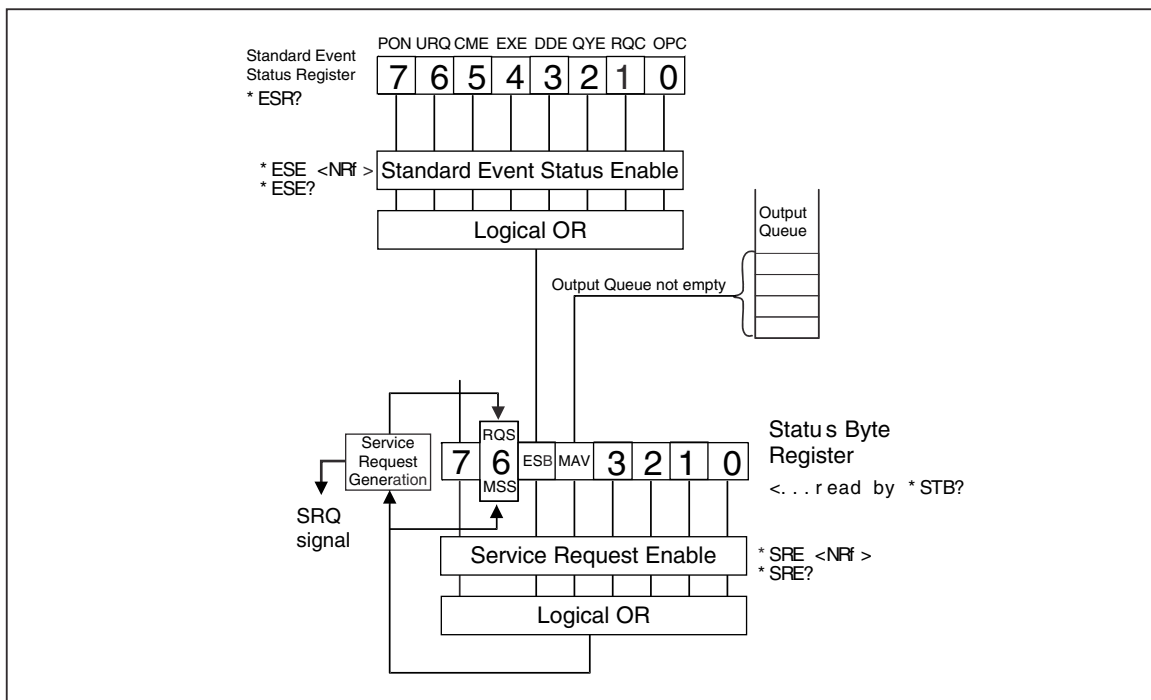 PON URQ CME EXE DDE QYE RQC OPC
Standard Event
Status Register
* ESR?
7 6 5 4 3 2 1 0
* ESE <NRf >
* ESE?
Standard Event Status Enable
Logical OR
Output
Queue
Output Queue not empty
Service
Request
Generation
SRQ
signal
RQS
7 6 ESB MAV 3 2 1 0
MSS
Status Byte
Register
<...read by *STB?
Service Request Enable
* SRE <NRf >
* SRE?
Logical OR